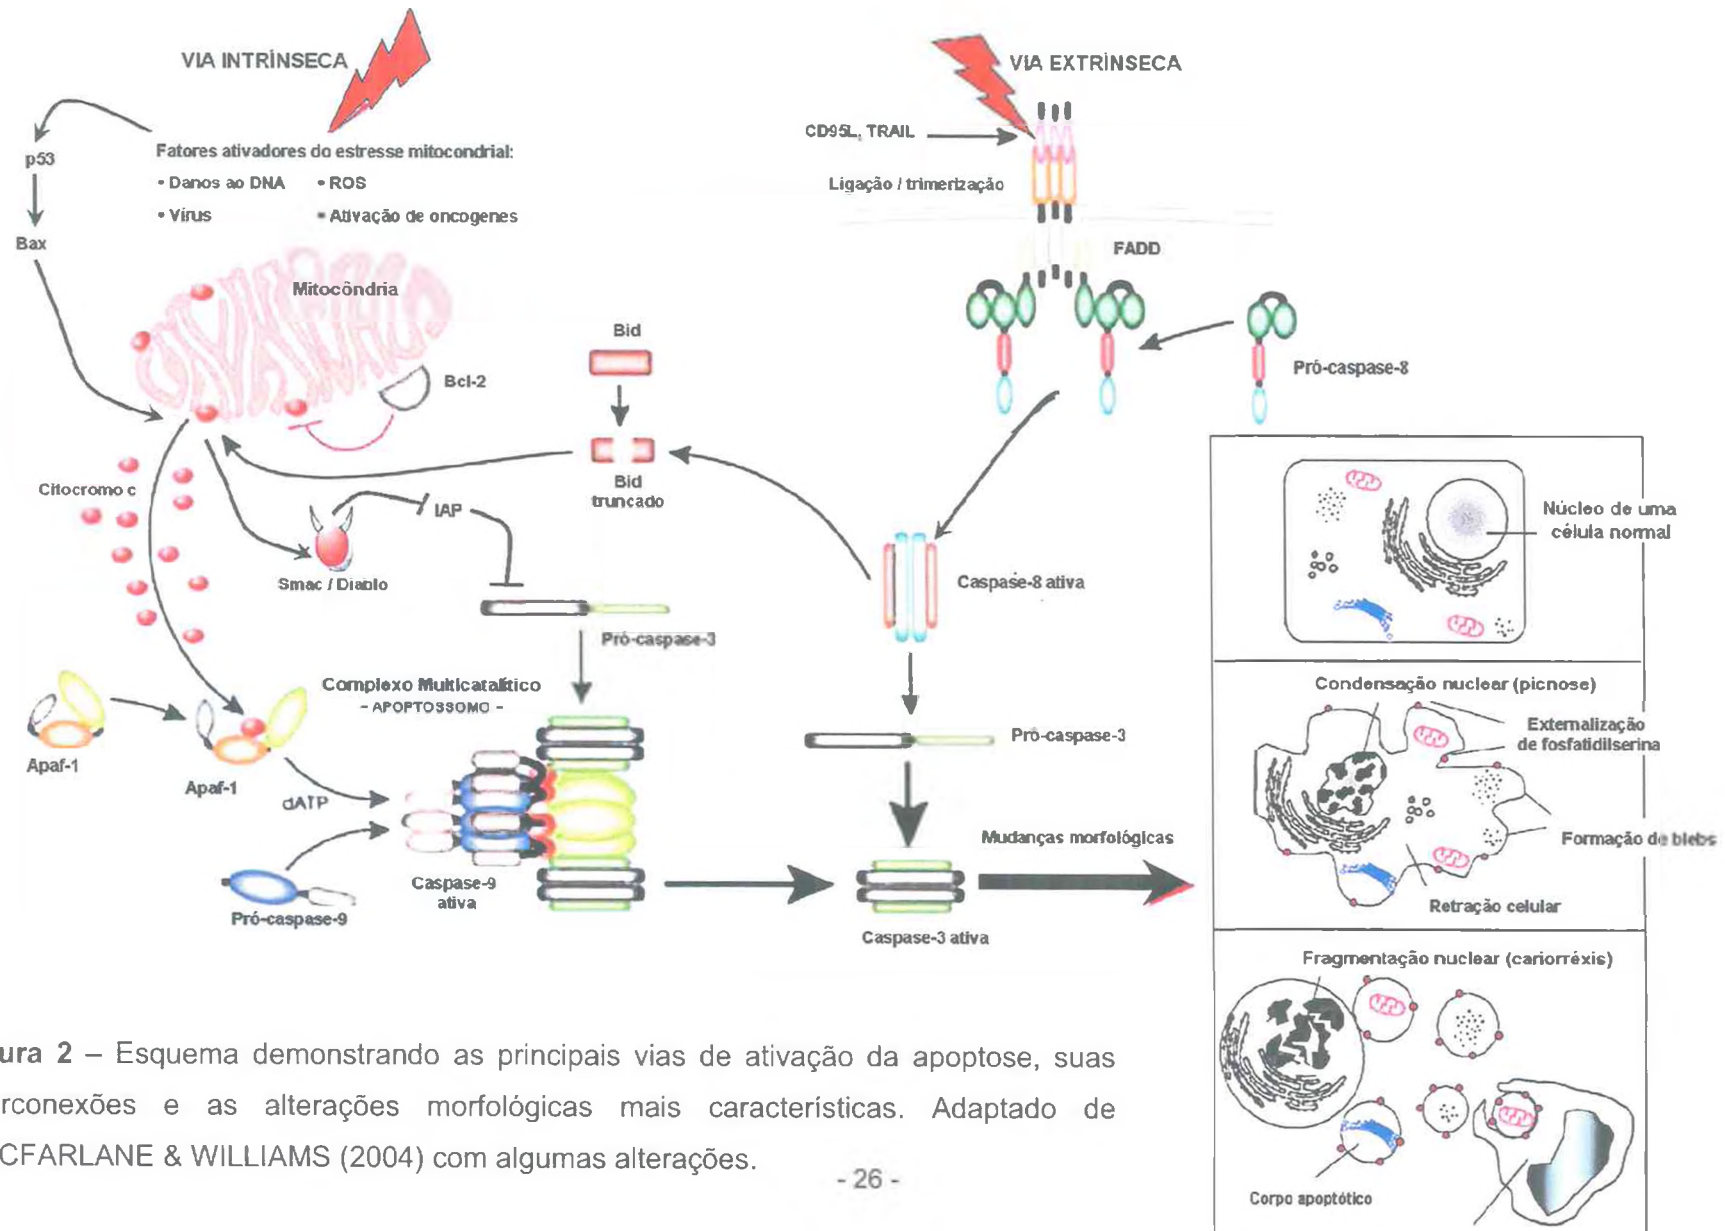 VIA INTRÍNSECA
p53
Bax
Fatores ativadores do estresse mitocondrial:
• Danos ao DNA • ROS
• Vírus • Ativação de oncogenes
Mitocôndria
Bcl-2
Bid
Bid
truncado
Citocromo c
IAP
Smac / Diablo
Pró-caspase-3
Complexo Multicatalítico
- APOPTOSSOMO -
Apaf-1
Apaf-1
dATP
Pró-caspase-9
Caspase-9
ativa
VIA EXTRÍNSECA
CD95L, TRAIL
Ligação / trimerização
FADD
Pró-caspase-8
Caspase-8 ativa
Pró-caspase-3
Caspase-3 ativa
Mudanças morfológicas
Núcleo de uma
célula normal
Condensação nuclear (picnose)
Externalização
de fosfatidilserina
Formação de blebs
Retração celular
Fragmentação nuclear (cariorréxis)
Corpo apoptótico
ura 2 – Esquema demonstrando as principais vias de ativação da apoptose, suas
rconexões e as alterações morfológicas mais características. Adaptado de
CFARLANE & WILLIAMS (2004) com algumas alterações.
- 26 -